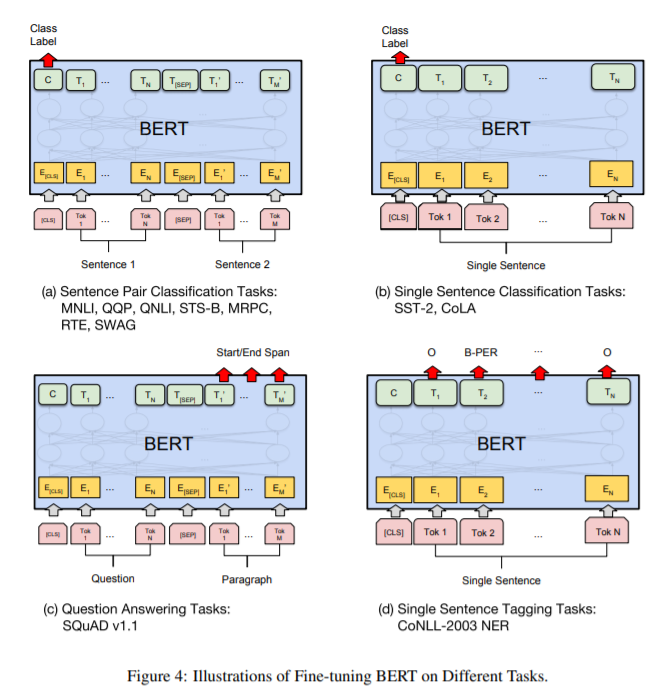 Class
Label
C T1 ... TN T[SEP] T1' ... TM'
BERT
E[CLS] E1 ... EN E[SEP] E1' ... EM'
[CLS] Tok 1 ... Tok N [SEP] Tok 1 ... Tok M
Sentence 1 Sentence 2
(a) Sentence Pair Classification Tasks:
MNLI, QQP, QNLI, STS-B, MRPC,
RTE, SWAG
Class
Label
C T1 T2 ... TN
BERT
E[CLS] E1 E2 ... EN
[CLS] Tok 1 Tok 2 ... Tok N
Single Sentence
(b) Single Sentence Classification Tasks:
SST-2, CoLA
Start/End Span
C T1 ... TN T[SEP] T1' ... TM'
BERT
E[CLS] E1 ... EN E[SEP] E1' ... EM'
[CLS] Tok 1 ... Tok N [SEP] Tok 1 ... Tok M
Question Paragraph
(c) Question Answering Tasks:
SQuAD v1.1
O B-PER ... O
C T1 T2 ... TN
BERT
E[CLS] E1 E2 ... EN
[CLS] Tok 1 Tok 2 ... Tok N
Single Sentence
(d) Single Sentence Tagging Tasks:
CoNLL-2003 NER
Figure 4: Illustrations of Fine-tuning BERT on Different Tasks.